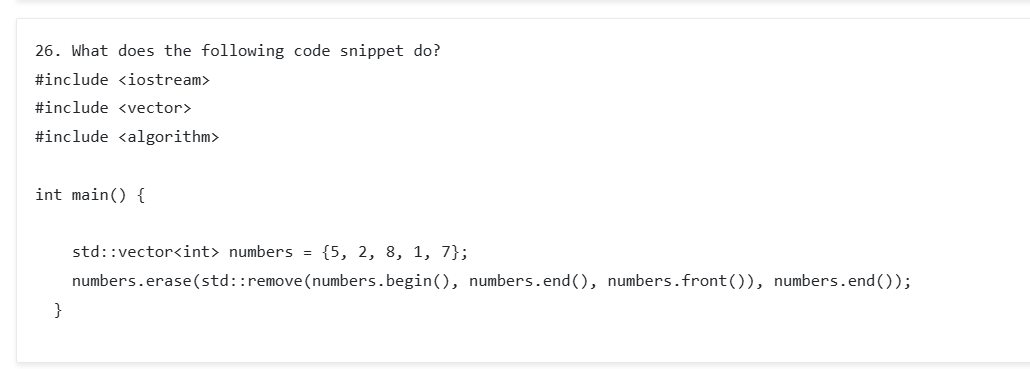 26. What does the following code snippet do?
#include <iostream>
#include <vector>
#include <algorithm>
int main() {
std::vector<int> numbers = {5, 2, 8, 1, 7};
numbers.erase(std::remove(numbers.begin(), numbers.end(), numbers.front()), numbers.end());
}